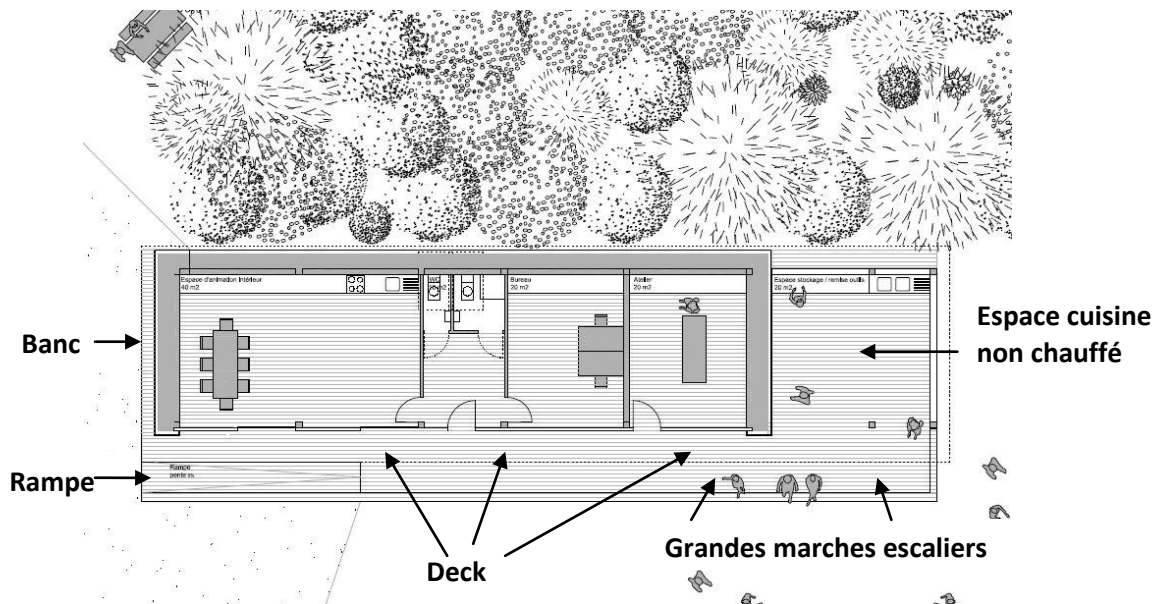 Espace d'animation intérieur
40 m2
WC
Bureau
20 m2
Atelier
20 m2
Espace stockage / remise outils
20 m2
Banc
Espace cuisine
non chauffé
Rampe
Rampe
Deck
Grandes marches escaliers